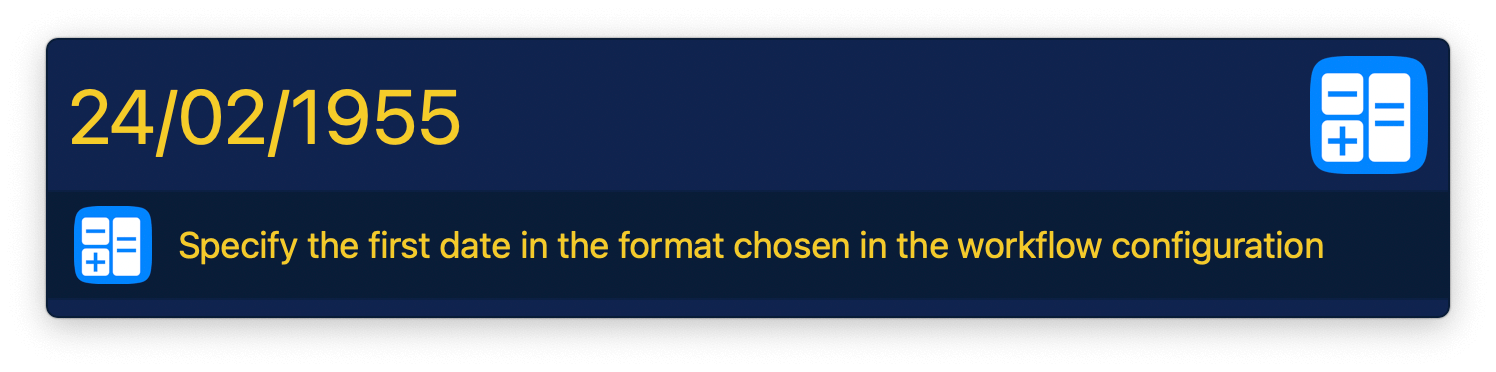 24/02/1955
Specify the first date in the format chosen in the workflow configuration